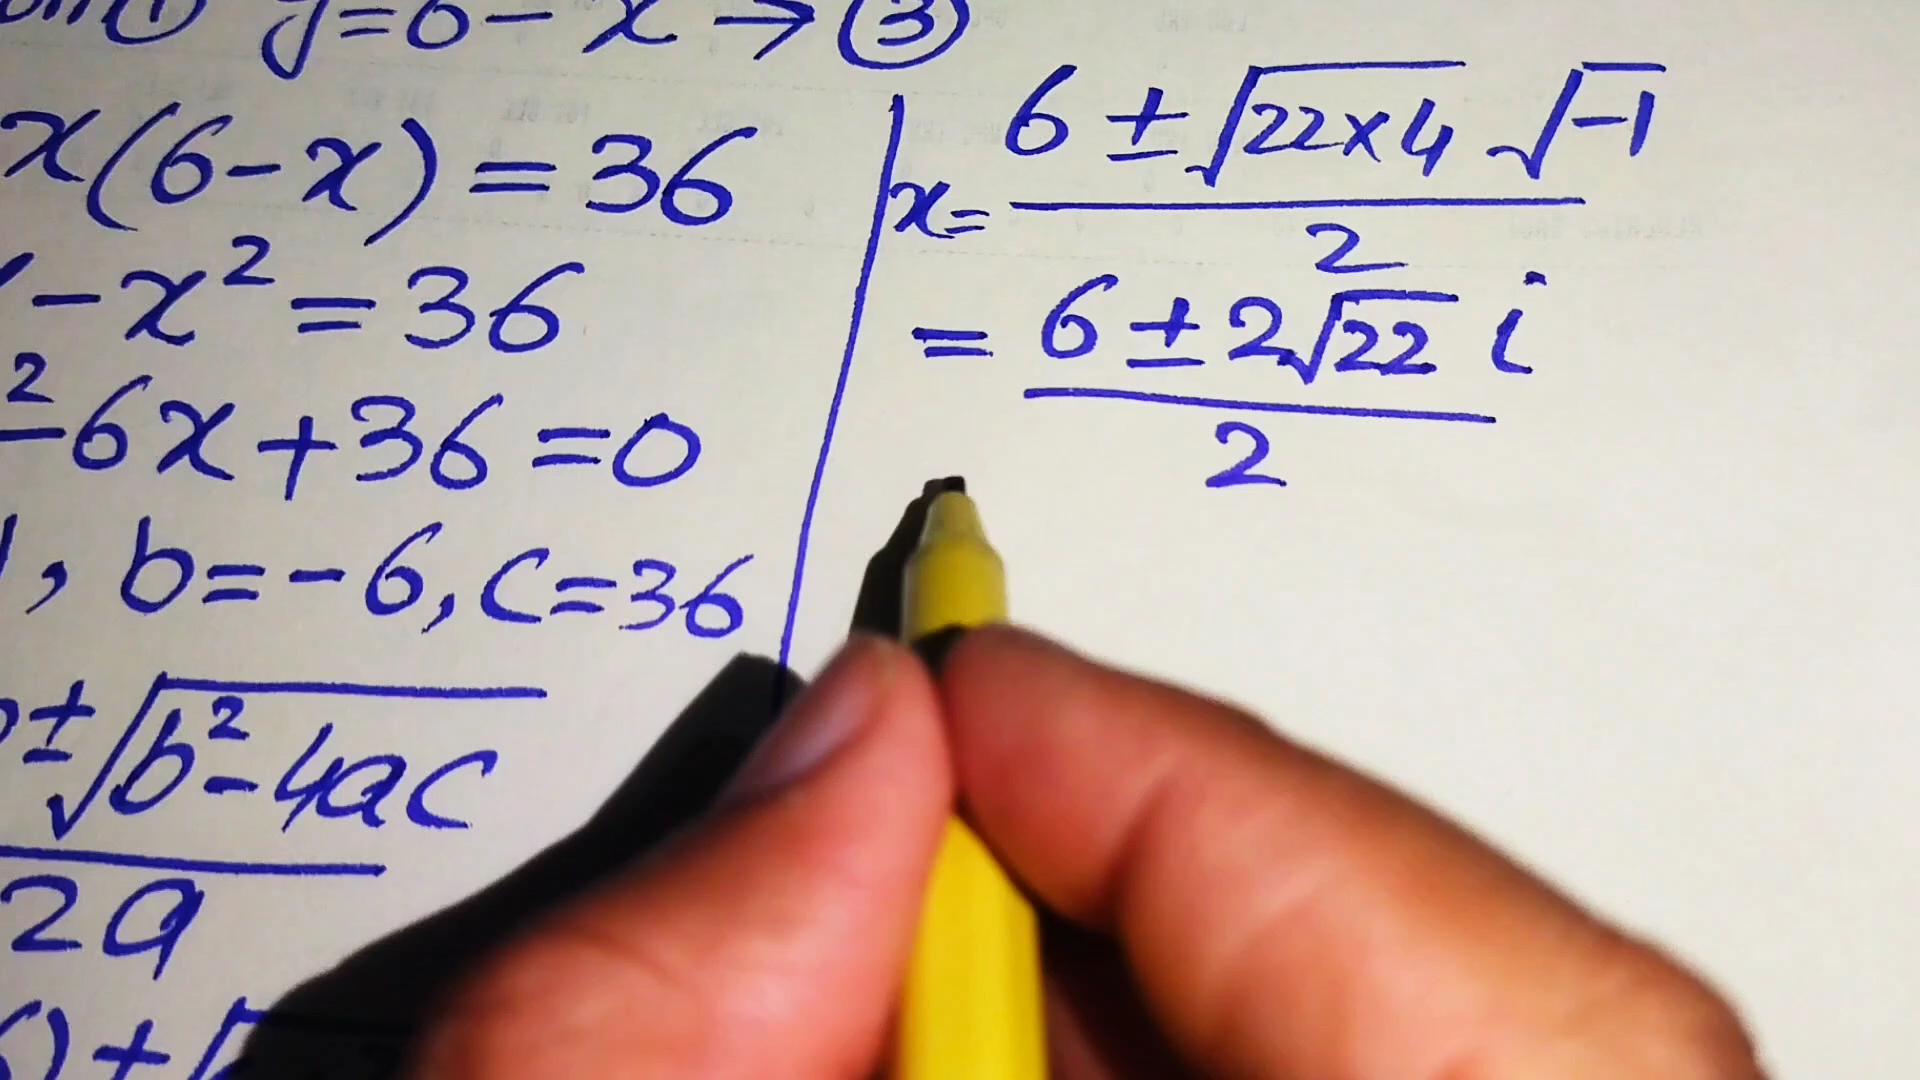 y=6-x→③
x(6-x)=36
-x²=36
²-6x+36=0
, b=-6, c=36
±√b²-4ac
2a
)±√
x= 6±√22×4 √-1
2
= 6±2√22 i
2